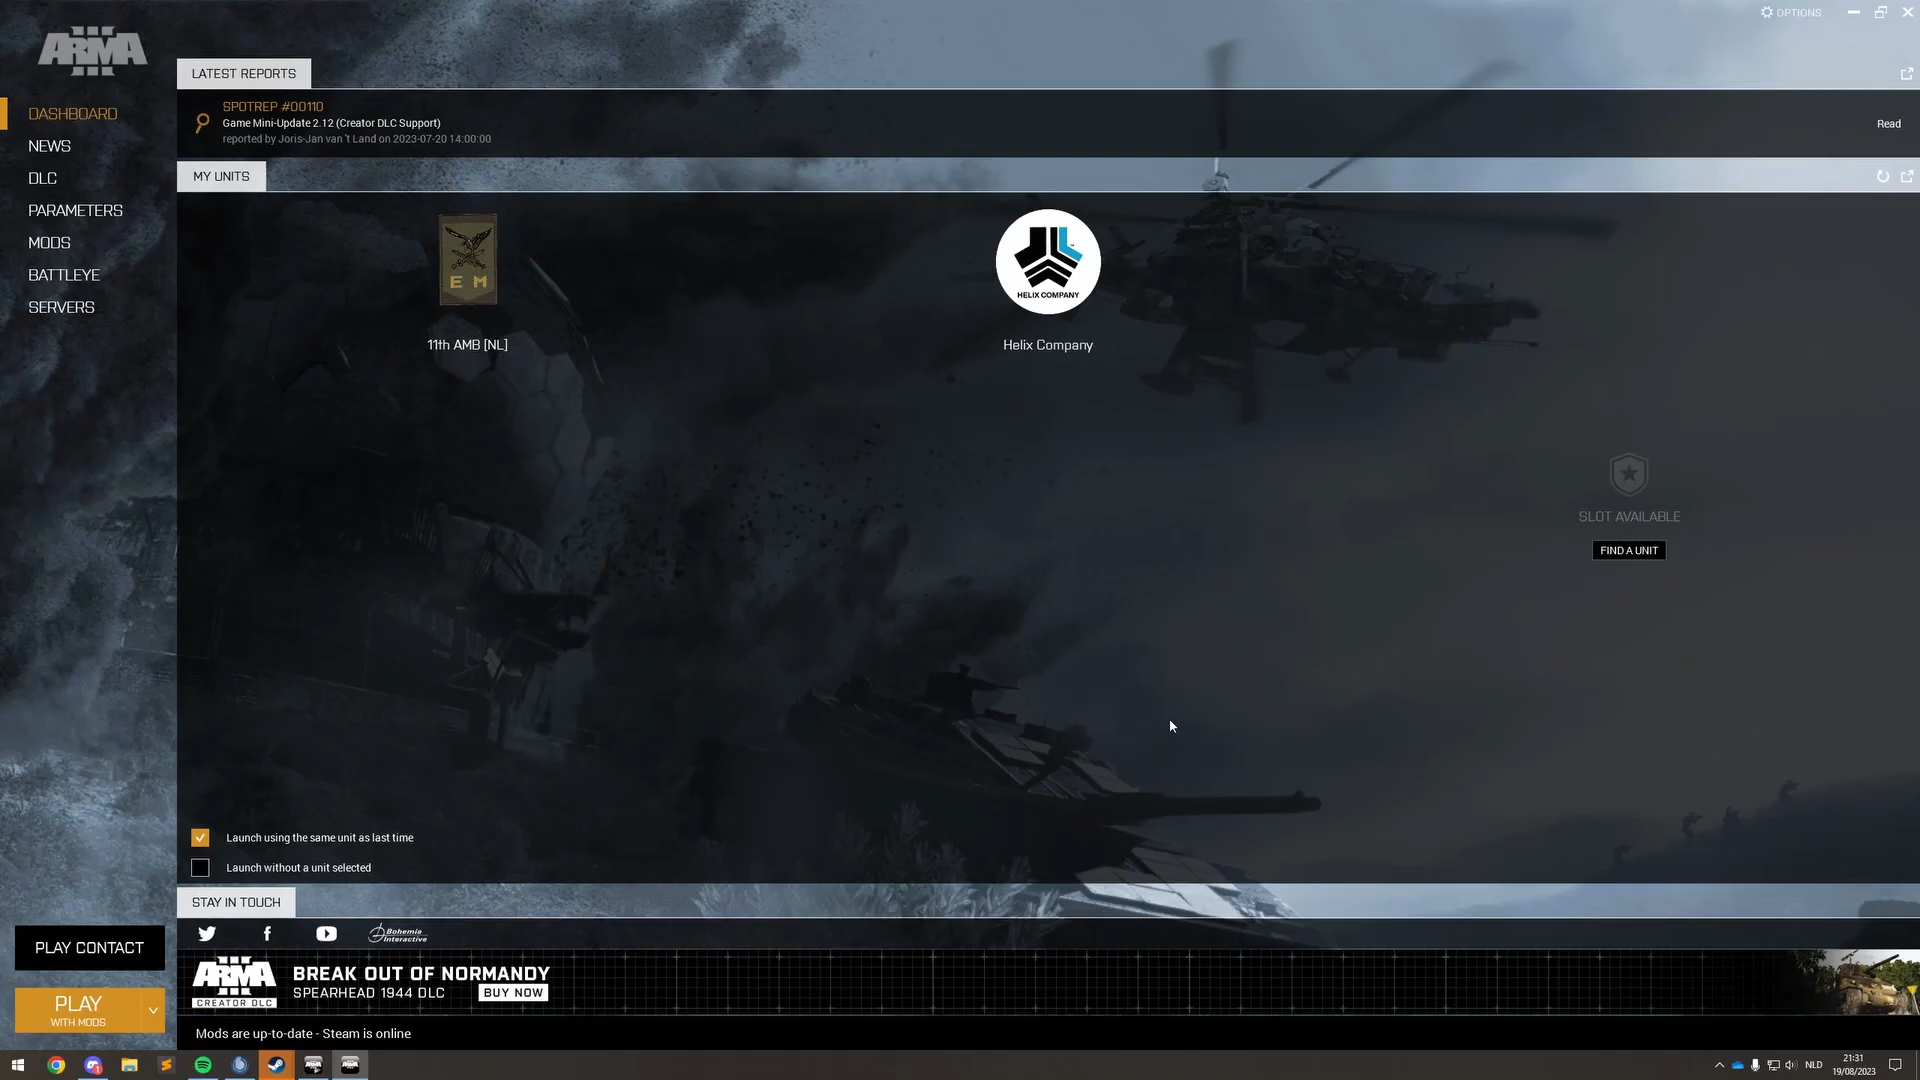 OPTIONS
ARMA III
LATEST REPORTS
SPOTREP #00110
Game Mini-Update 2.12 (Creator DLC Support)
reported by Joris-Jan van 't Land on 2023-07-20 14:00:00
Read
DASHBOARD
NEWS
DLC
PARAMETERS
MODS
BATTLEYE
SERVERS
MY UNITS
E M
11th AMB [NL]
HELIX COMPANY
Helix Company
SLOT AVAILABLE
FIND A UNIT
Launch using the same unit as last time
Launch without a unit selected
STAY IN TOUCH
Bohemia
Interactive
PLAY CONTACT
PLAY
WITH MODS
ARMA III
CREATOR DLC
BREAK OUT OF NORMANDY
SPEARHEAD 1944 DLC
BUY NOW
Mods are up-to-date - Steam is online
NLD
21:31
19/08/2023